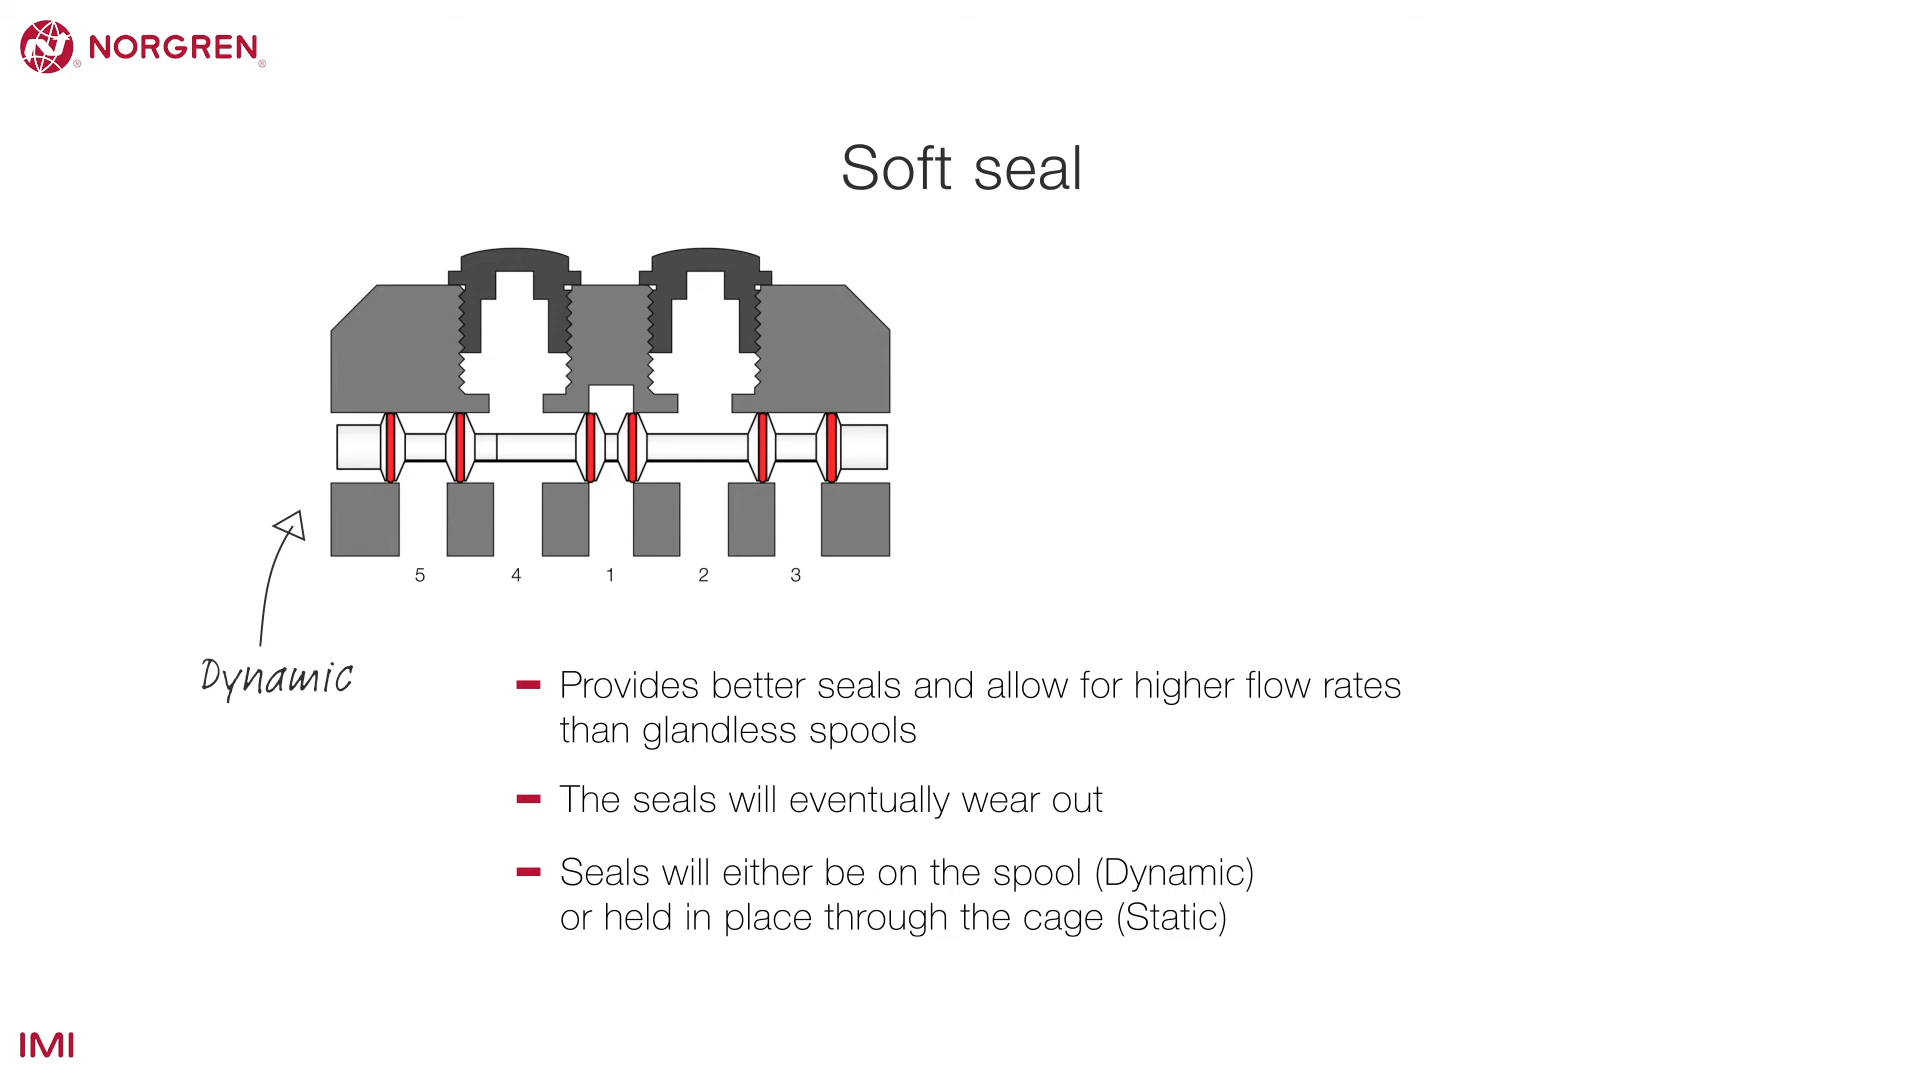 NORGREN
Soft seal
5 4 1 2 3
Dynamic
Provides better seals and allow for higher flow rates
than glandless spools
The seals will eventually wear out
Seals will either be on the spool (Dynamic)
or held in place through the cage (Static)
IMI